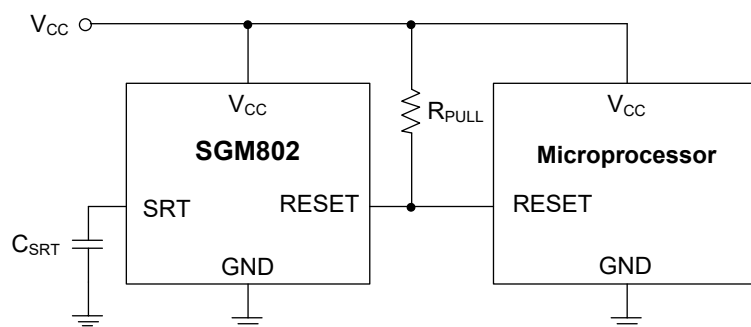 VCC
VCC
SGM802
SRT
RESET
GND
CSRT
RPULL
VCC
Microprocessor
RESET
GND